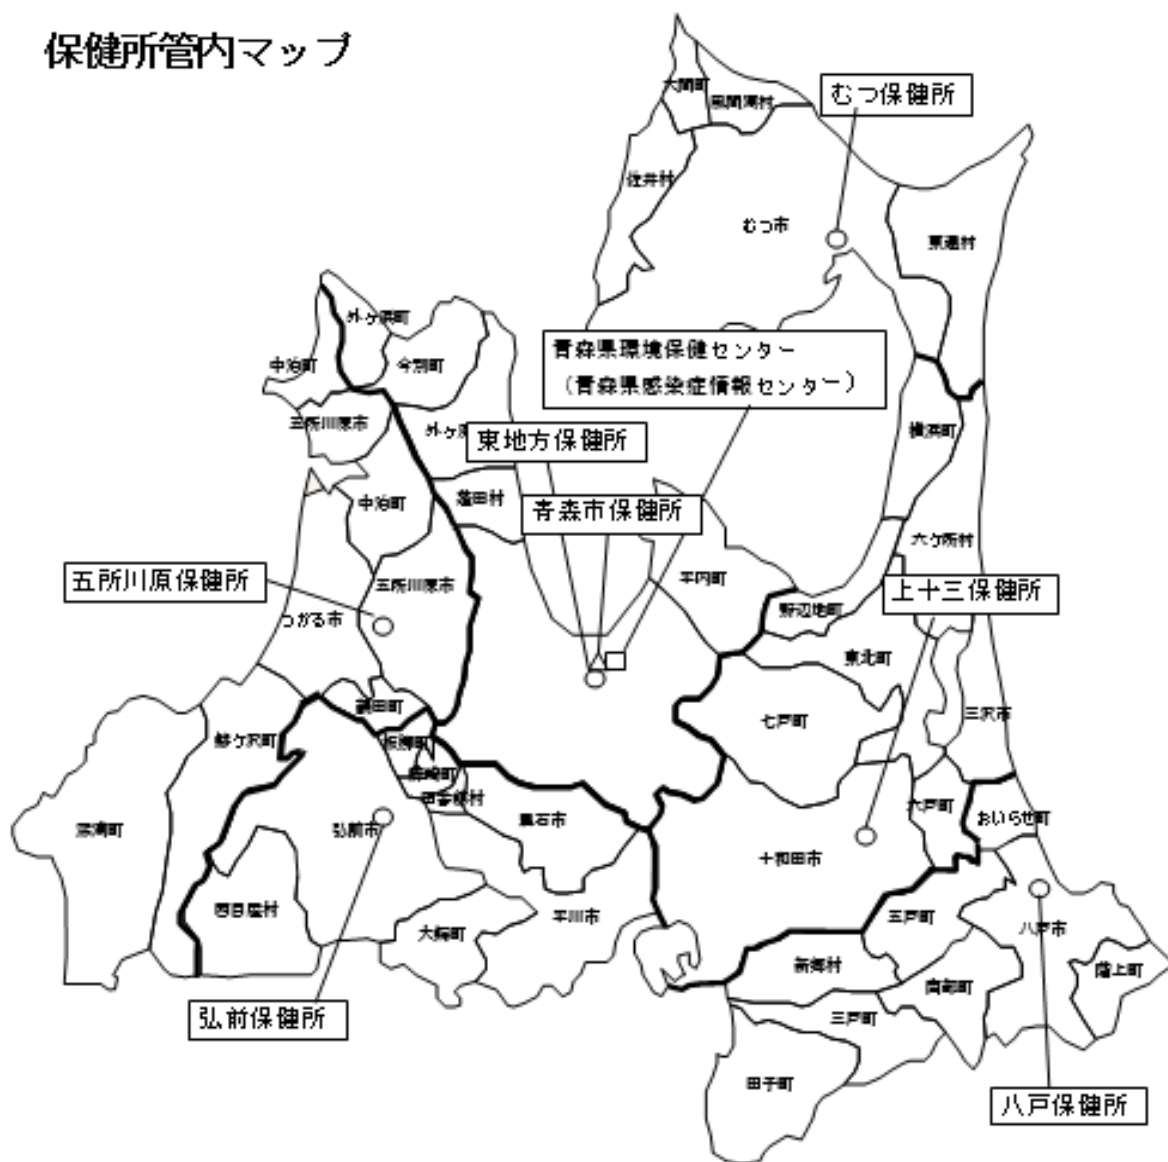 保健所管内マップ
大間町
風間浦村
むつ保健所
佐井村
むつ市
東通村
外ヶ浜町
中泊町
今別町
青森県環境保健センター
（青森県感染症情報センター）
五所川原市
外ヶ
東地方保健所
横浜町
中泊町
蓬田村
青森市保健所
六ケ所村
五所川原保健所
五所川原市
平内町
上十三保健所
つがる市
野辺地町
東北町
鶴田町
七戸町
三沢市
鰺ケ沢町
板柳町
藤崎町
田舎館村
六戸町
おいらせ町
深浦町
弘前市
黒石市
十和田市
西目屋村
大鰐町
平川市
五戸町
八戸市
新郷村
南部町
階上町
弘前保健所
三戸町
田子町
八戸保健所